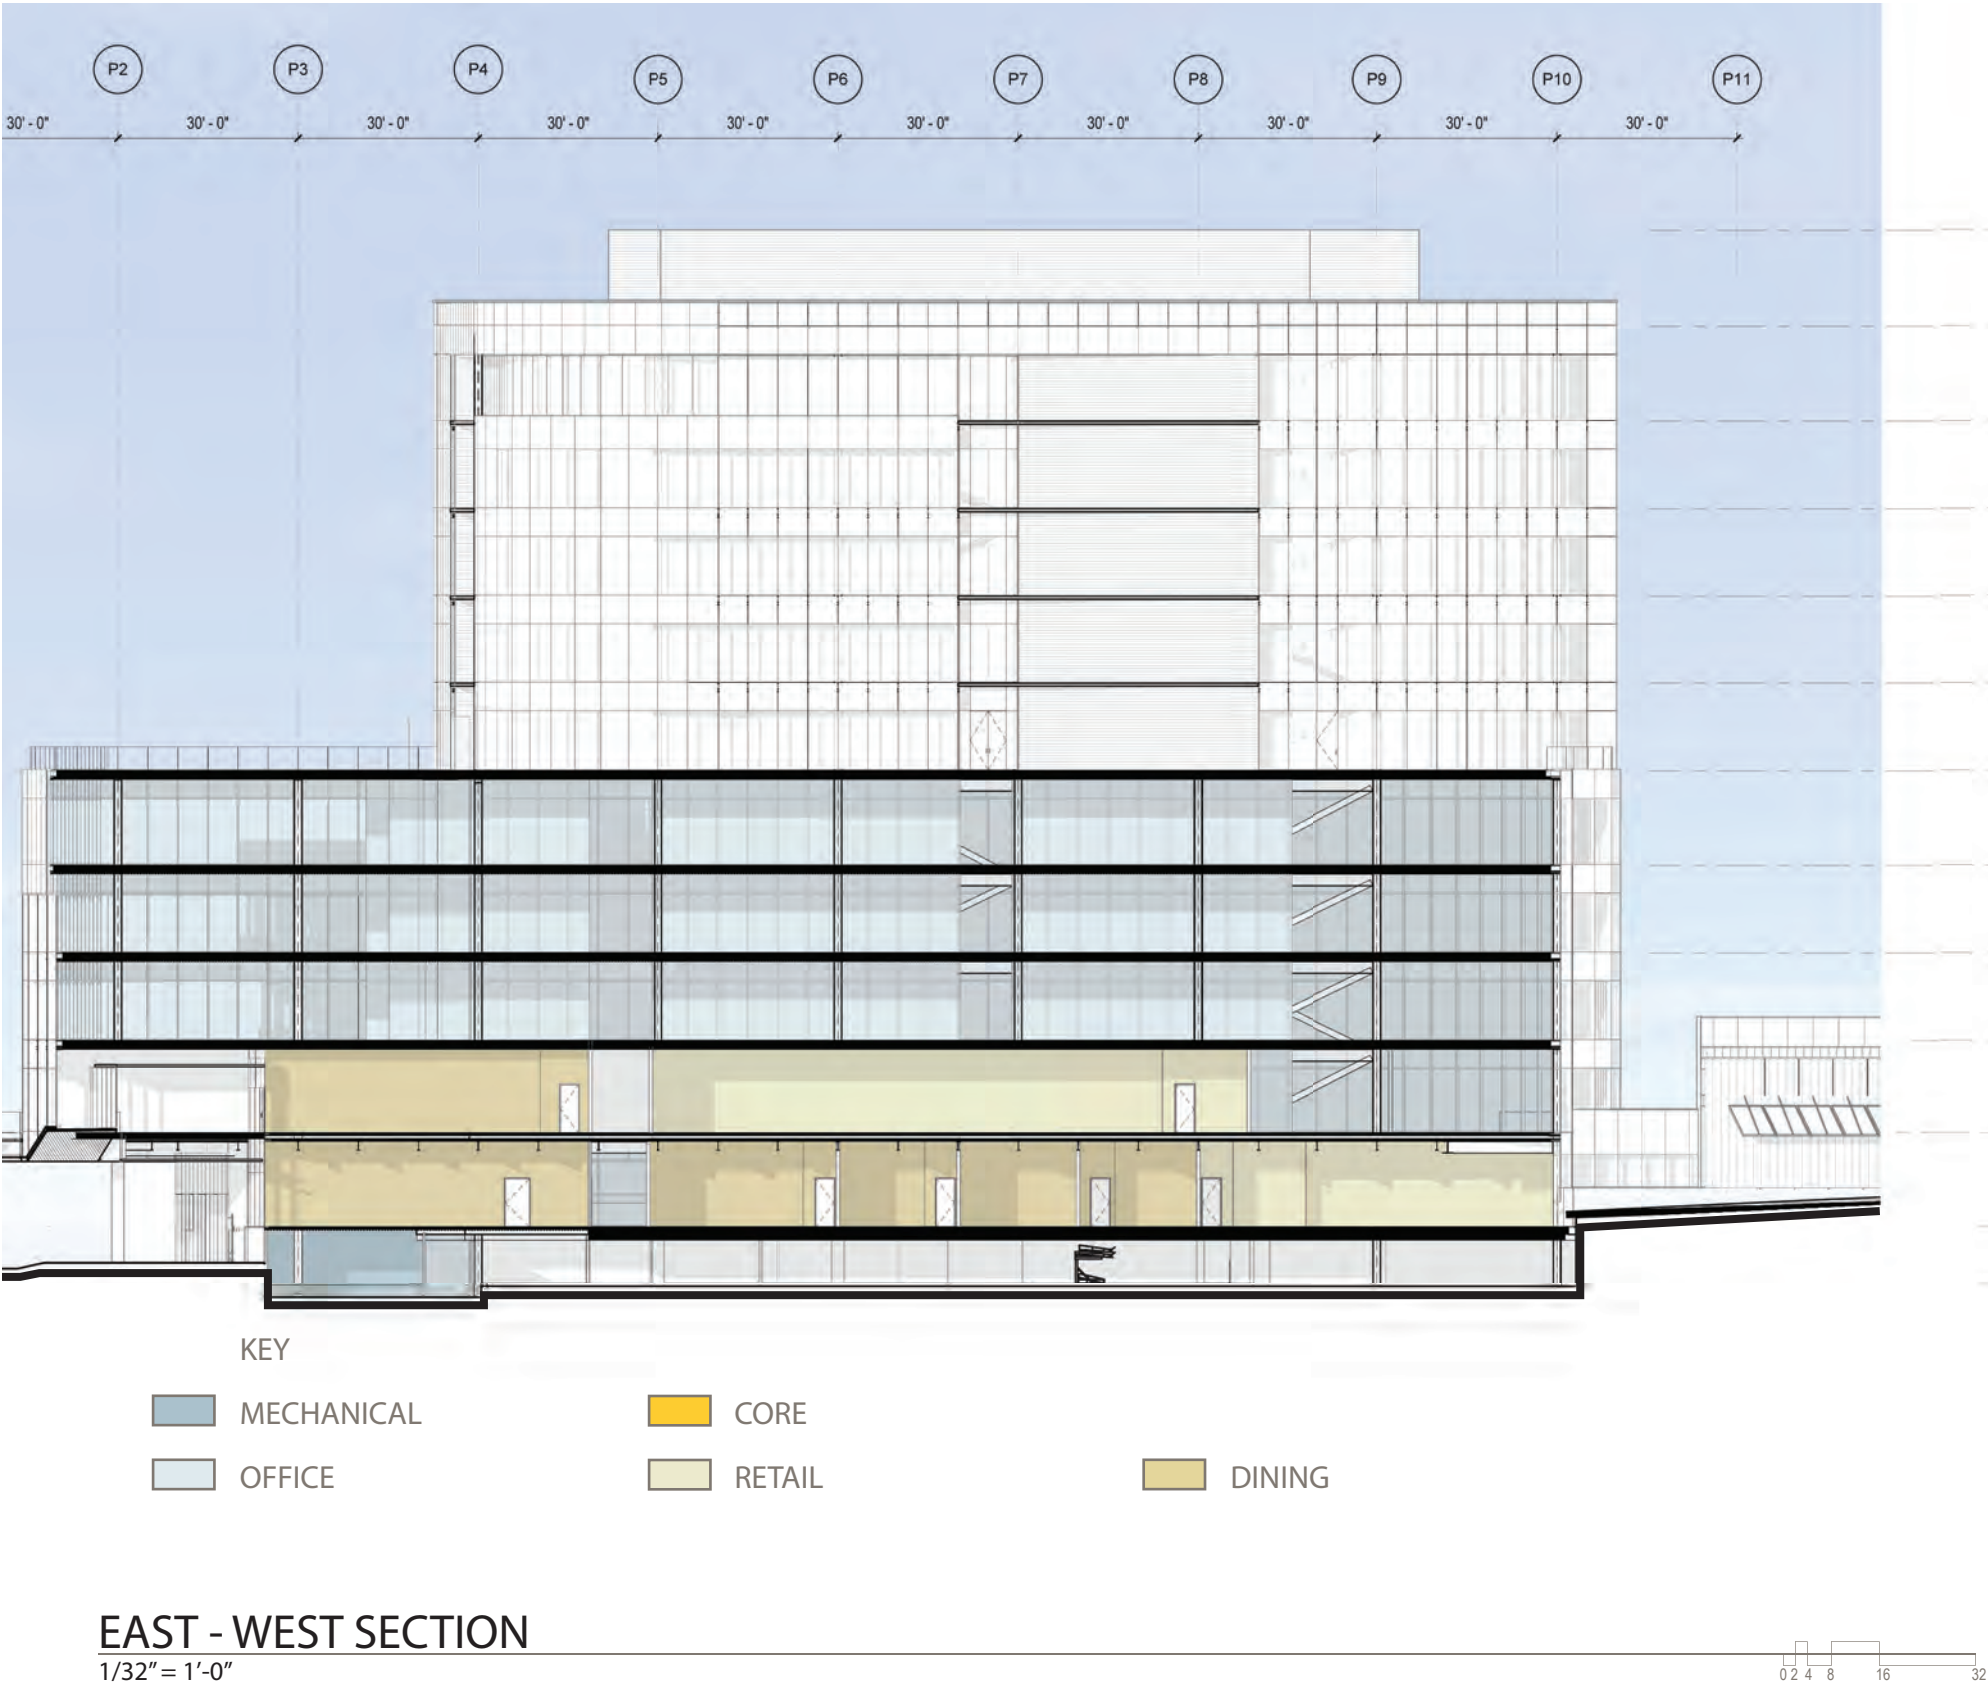 P2 P3 P4 P5 P6 P7 P8 P9 P10 P11
30' - 0" 30' - 0" 30' - 0" 30' - 0" 30' - 0" 30' - 0" 30' - 0" 30' - 0" 30' - 0" 30' - 0"
KEY
MECHANICAL CORE
OFFICE RETAIL DINING
EAST - WEST SECTION
1/32” = 1’-0”
0 2 4 8 16 32